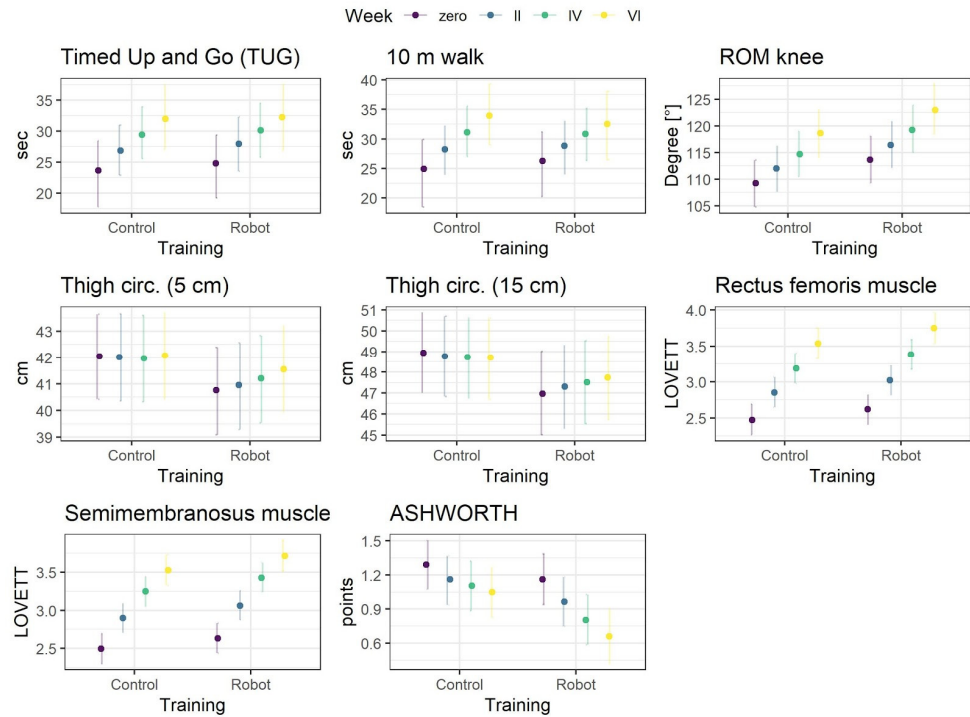 Week zero II IV VI
Timed Up and Go (TUG)
sec
35
30
25
20
Control Robot
Training
10 m walk
sec
40
35
30
25
20
Control Robot
Training
ROM knee
Degree [°]
125
120
115
110
105
Control Robot
Training
Thigh circ. (5 cm)
cm
43
42
41
40
39
Control Robot
Training
Thigh circ. (15 cm)
cm
51
50
49
48
47
46
45
Control Robot
Training
Rectus femoris muscle
LOVETT
4.0
3.5
3.0
2.5
Control Robot
Training
Semimembranosus muscle
LOVETT
3.5
3.0
2.5
Control Robot
Training
ASHWORTH
points
1.5
1.2
0.9
0.6
Control Robot
Training